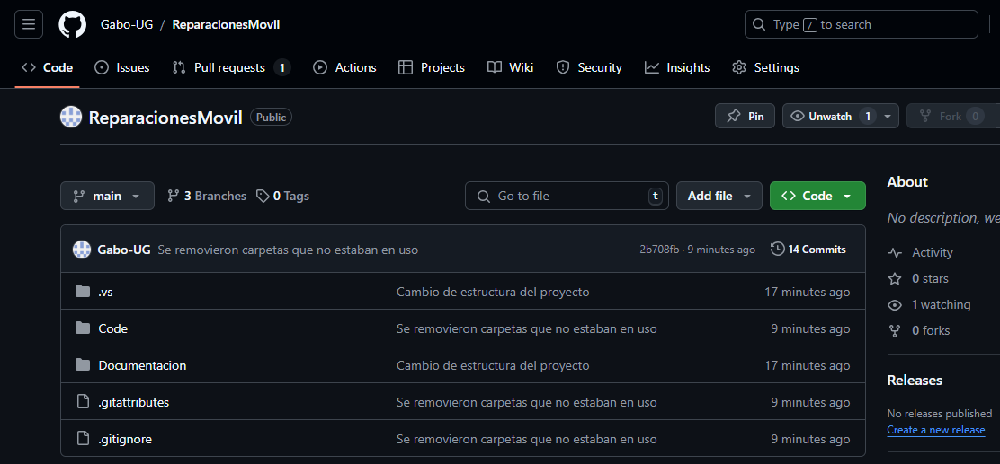 Gabo-UG / ReparacionesMovil
Type / to search
Code Issues Pull requests 1 Actions Projects Wiki Security Insights Settings
ReparacionesMovil Public
Pin Unwatch 1 Fork 0
main 3 Branches 0 Tags Go to file t Add file Code
Gabo-UG Se removieron carpetas que no estaban en uso 2b708fb · 9 minutes ago 14 Commits
.vs Cambio de estructura del proyecto 17 minutes ago
Code Se removieron carpetas que no estaban en uso 9 minutes ago
Documentacion Cambio de estructura del proyecto 17 minutes ago
.gitattributes Se removieron carpetas que no estaban en uso 9 minutes ago
.gitignore Se removieron carpetas que no estaban en uso 9 minutes ago
About
No description, we
Activity
0 stars
1 watching
0 forks
Releases
No releases published
Create a new release